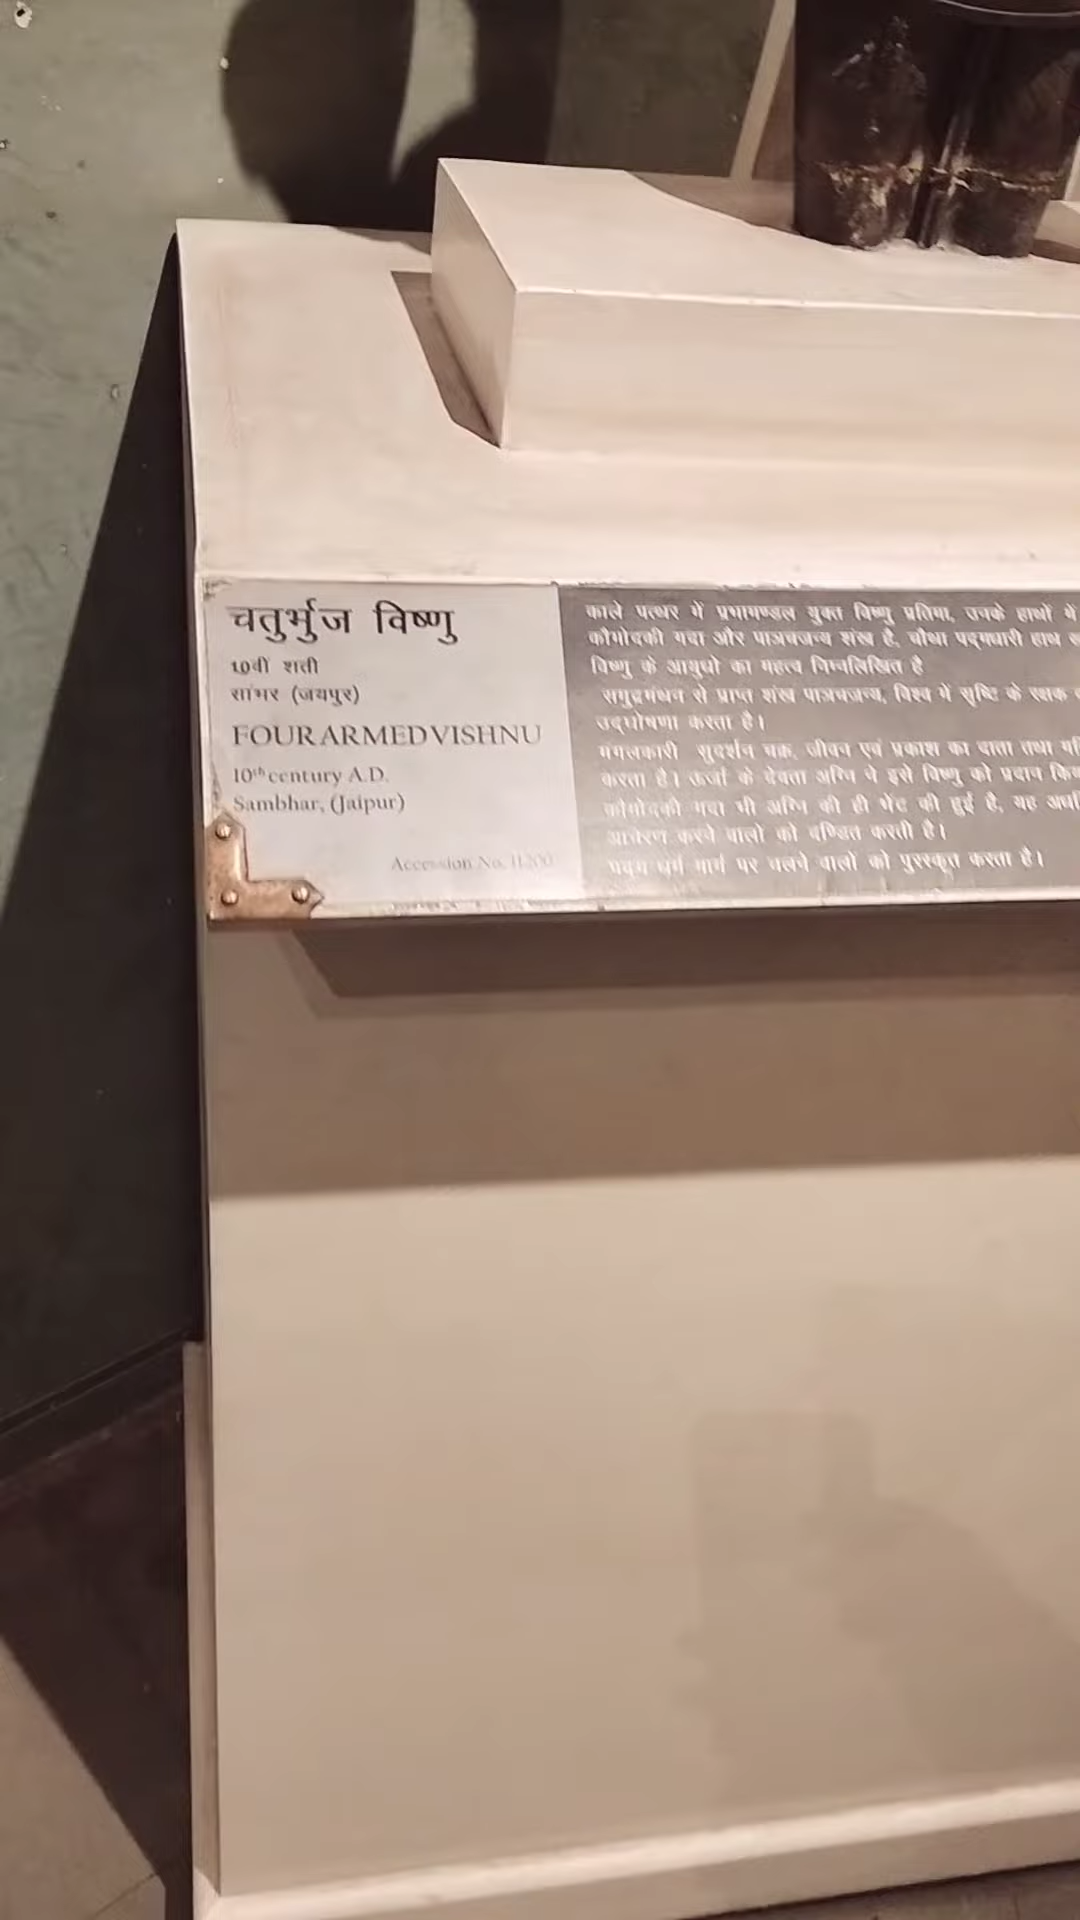 चतुर्भुज विष्णु
10वीं शती
सांभर (जयपुर)
FOUR ARMED VISHNU
10th century A.D.
Sambhar, (Jaipur)
Accession No.
काले पत्थर में प्रभामण्डल युक्त विष्णु प्रतिमा, उनके हाथों में
कौमोदकी गदा और पाञ्चजन्य शंख है, चौथा पद्मधारी हाथ
विष्णु के आयुधो का महत्व निम्नलिखित है
समुद्रमंथन से प्राप्त शंख पाञ्चजन्य, विश्व में सृष्टि के रक्षक
उद्घोषणा करता है।
मंगलकारी सुदर्शन चक्र, जीवन एवं प्रकाश का दाता तथा
करता है। ऊर्जा के देवता अग्नि ने इसे विष्णु को प्रदान
कौमोदकी गदा भी अग्नि की ही भेंट की हुई है, यह
आचरण करने वालों को दण्डित करती है।
पद्म धर्म मार्ग पर चलने वालों को पुरस्कृत करता है।